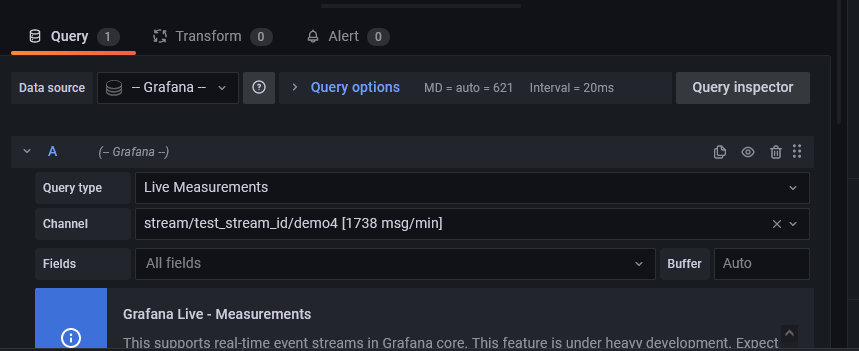 Query 1 Transform 0 Alert 0
Data source -- Grafana -- Query options MD = auto = 621 Interval = 20ms Query inspector
A (-- Grafana --)
Query type Live Measurements
Channel stream/test_stream_id/demo4 [1738 msg/min]
Fields All fields Buffer Auto
Grafana Live - Measurements
This supports real-time event streams in Grafana core. This feature is under heavy development. Expect